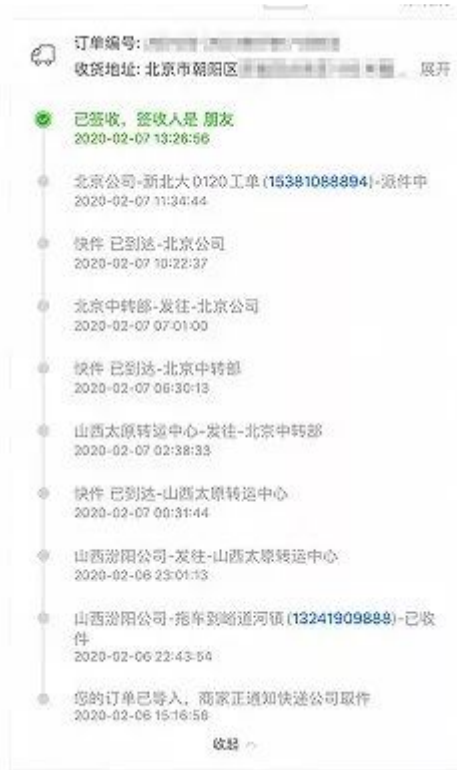 订单编号:
收货地址: 北京市朝阳区
展开
已签收，签收人是 朋友
2020-02-07 13:26:56
北京公司-新北大0120工单(15381088894)-派件中
2020-02-07 11:34:44
快件 已到达-北京公司
2020-02-07 10:22:37
北京中转部-发往-北京公司
2020-02-07 07:01:00
快件 已到达-北京中转部
2020-02-07 06:30:13
山西太原转运中心-发往-北京中转部
2020-02-07 02:38:33
快件 已到达-山西太原转运中心
2020-02-07 00:31:44
山西汾阳公司-发往-山西太原转运中心
2020-02-06 23:01:13
山西汾阳公司-拖车到峪道河镇(13241909888)-已收
件
2020-02-06 22:43:54
您的订单已导入，商家正通知快递公司取件
2020-02-06 15:16:56
收起